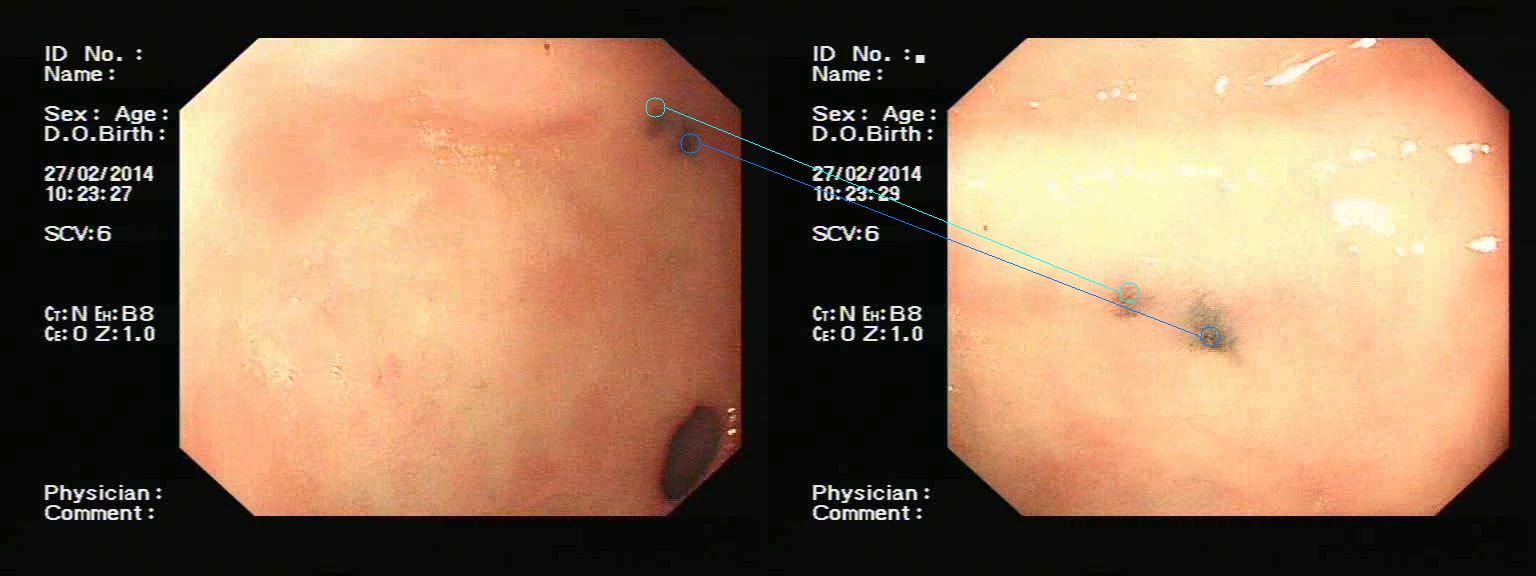 ID No. :
Name:
Sex: Age:
D.O.Birth:
27/02/2014
10:23:27
SCV:6
CT:N EH:B8
CE:0 Z:1.0
Physician:
Comment:
ID No. :
Name:
Sex: Age:
D.O.Birth:
27/02/2014
10:23:29
SCV:6
CT:N EH:B8
CE:0 Z:1.0
Physician:
Comment: